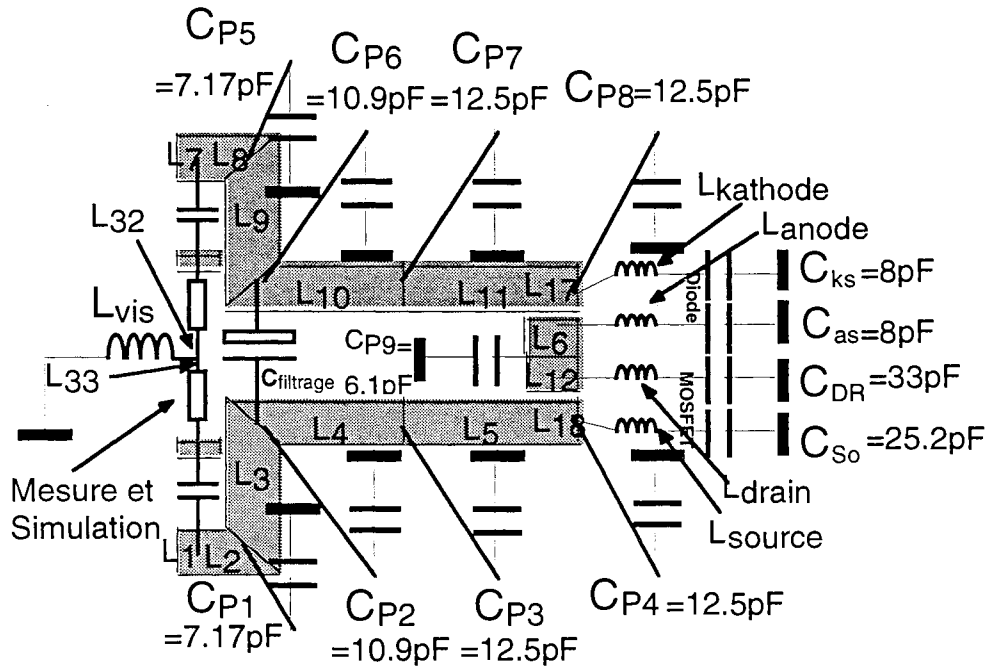 CP5
=7.17pF
CP6
=10.9pF
CP7
=12.5pF
CP8=12.5pF
L7 L8
Lkathode
L32
L9
Lanode
Lvis
L10
L11
L17
Diode
Cks=8pF
L6
Cas=8pF
CP9=
6.1pF
L33
Cfiltrage
L12
CDR=33pF
MOSFET
L4
L5
L18
CSo=25.2pF
L3
Mesure et
Simulation
Ldrain
Lsource
L1 L2
CP1
=7.17pF
CP2
=10.9pF
CP3
=12.5pF
CP4=12.5pF